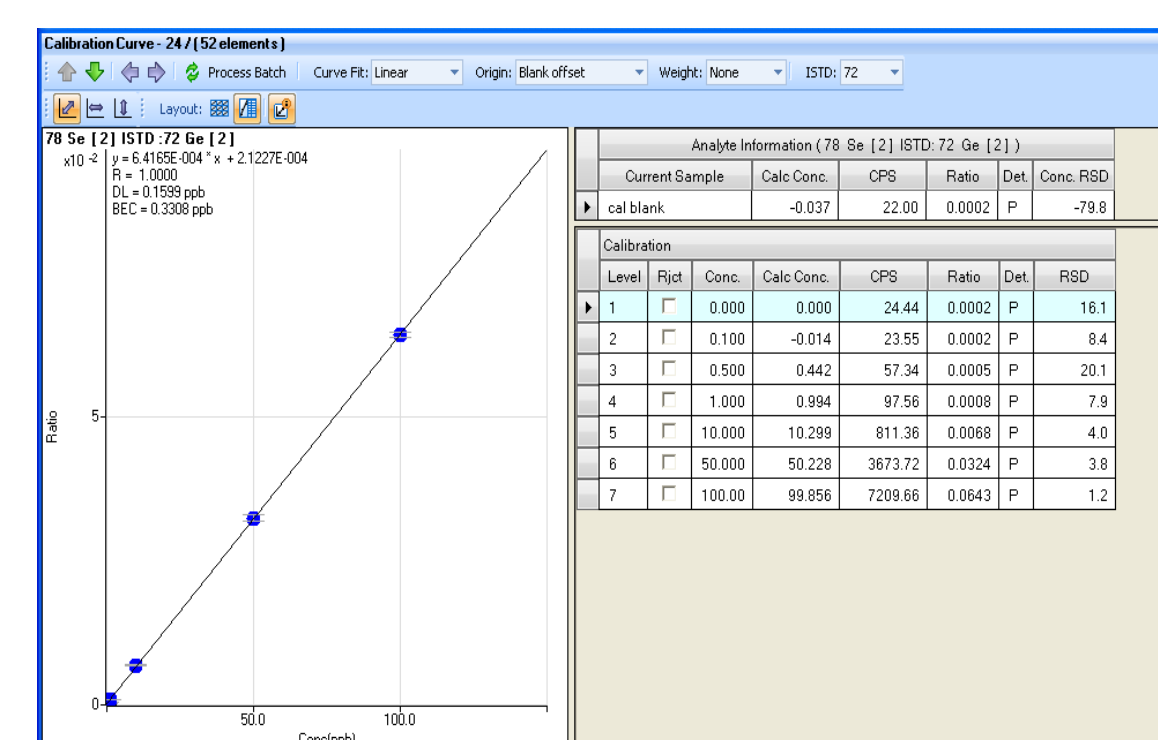 Calibration Curve - 24 / ( 52 elements )
Process Batch Curve Fit: Linear Origin: Blank offset Weight: None ISTD: 72
Layout:
78 Se [ 2 ] ISTD :72 Ge [ 2 ]
x10 -2
y = 6.4165E-004 * x + 2.1227E-004
R = 1.0000
DL = 0.1599 ppb
BEC = 0.3308 ppb
Ratio
5
0
50.0 100.0
Conc(ppb)
Analyte Information ( 78 Se [ 2 ] ISTD: 72 Ge [ 2 ] )
Current Sample Calc Conc. CPS Ratio Det. Conc. RSD
cal blank -0.037 22.00 0.0002 P -79.8
Calibration
Level Rjct Conc. Calc Conc. CPS Ratio Det. RSD
1 0.000 0.000 24.44 0.0002 P 16.1
2 0.100 -0.014 23.55 0.0002 P 8.4
3 0.500 0.442 57.34 0.0005 P 20.1
4 1.000 0.994 97.56 0.0008 P 7.9
5 10.000 10.299 811.36 0.0068 P 4.0
6 50.000 50.228 3673.72 0.0324 P 3.8
7 100.00 99.856 7209.66 0.0643 P 1.2